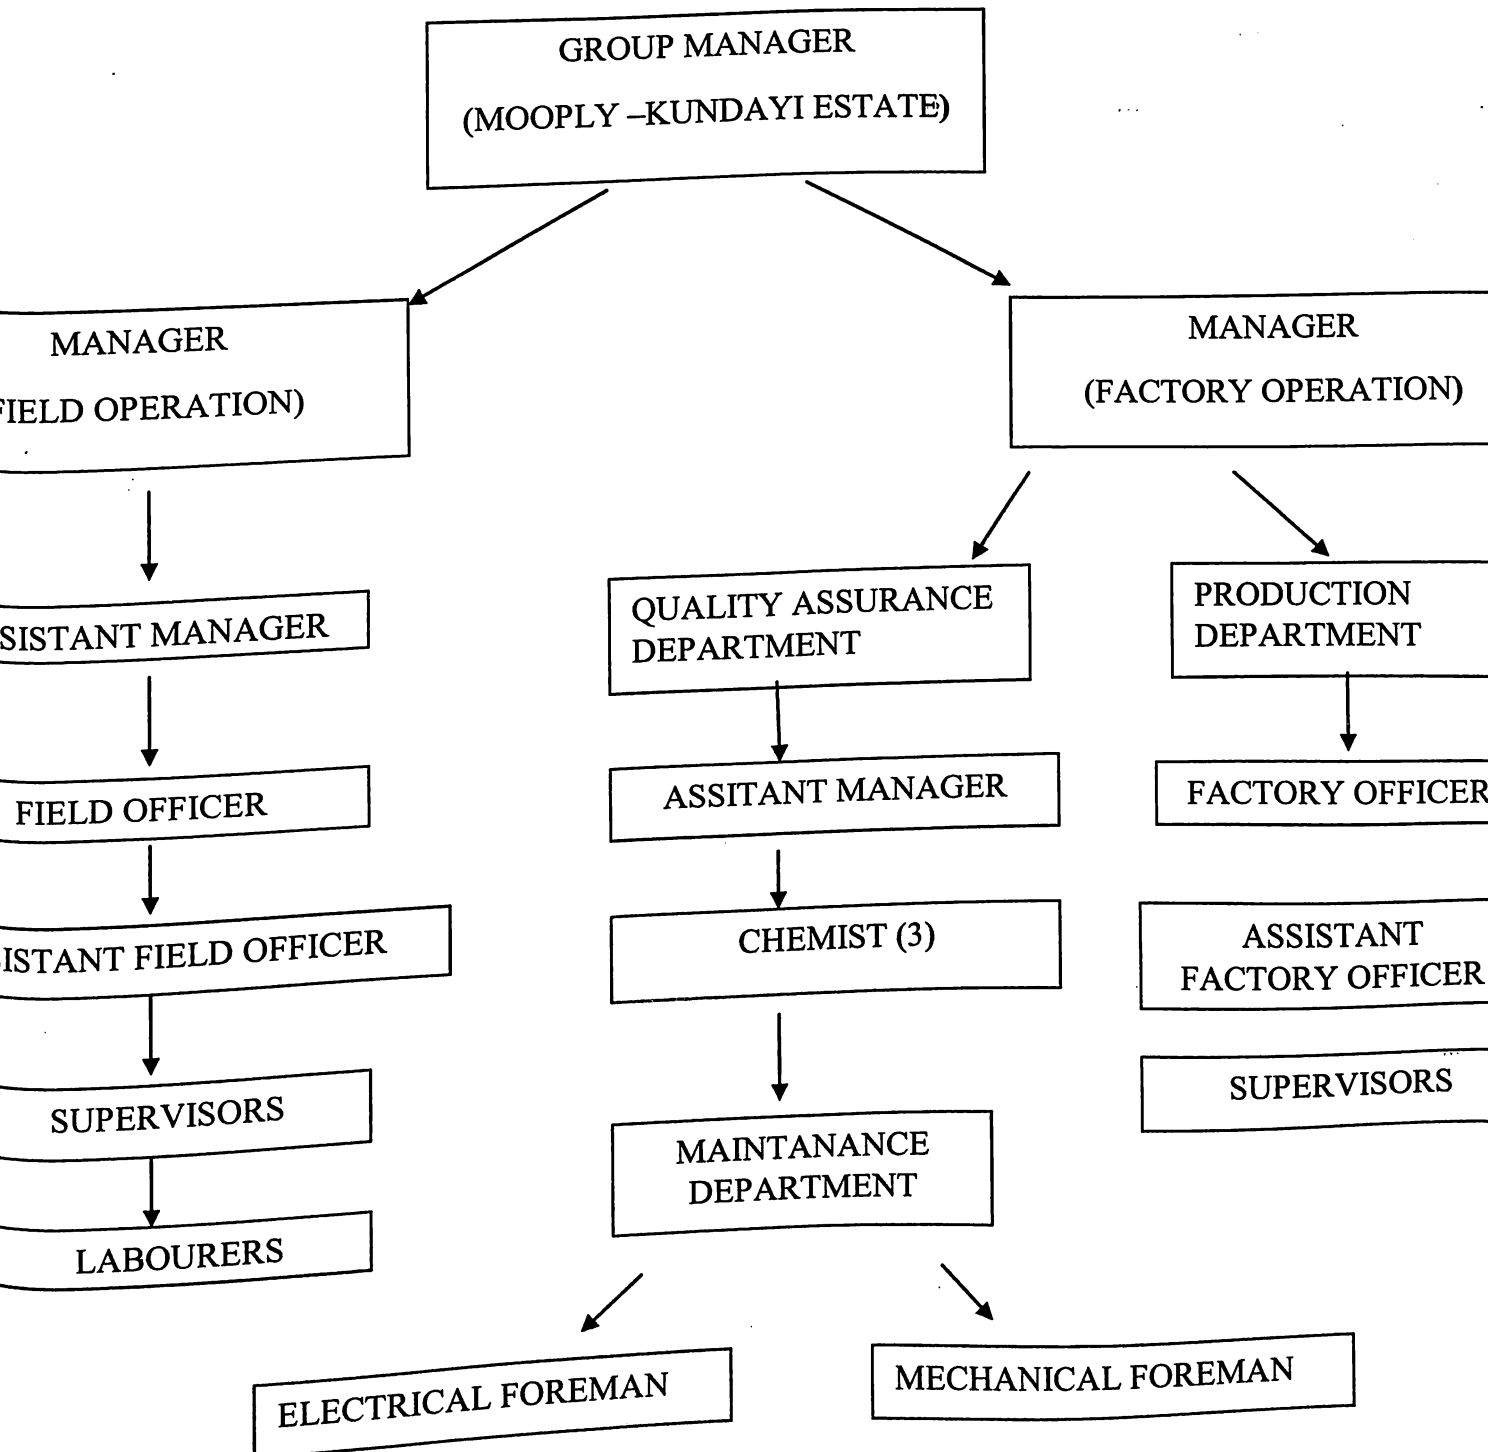 GROUP MANAGER
(MOOPLY –KUNDAYI ESTATE)
MANAGER
FIELD OPERATION)
MANAGER
(FACTORY OPERATION)
SISTANT MANAGER
QUALITY ASSURANCE
DEPARTMENT
PRODUCTION
DEPARTMENT
FIELD OFFICER
ASSITANT MANAGER
FACTORY OFFICER
ISTANT FIELD OFFICER
CHEMIST (3)
ASSISTANT
FACTORY OFFICER
SUPERVISORS
SUPERVISORS
MAINTANANCE
DEPARTMENT
LABOURERS
ELECTRICAL FOREMAN
MECHANICAL FOREMAN